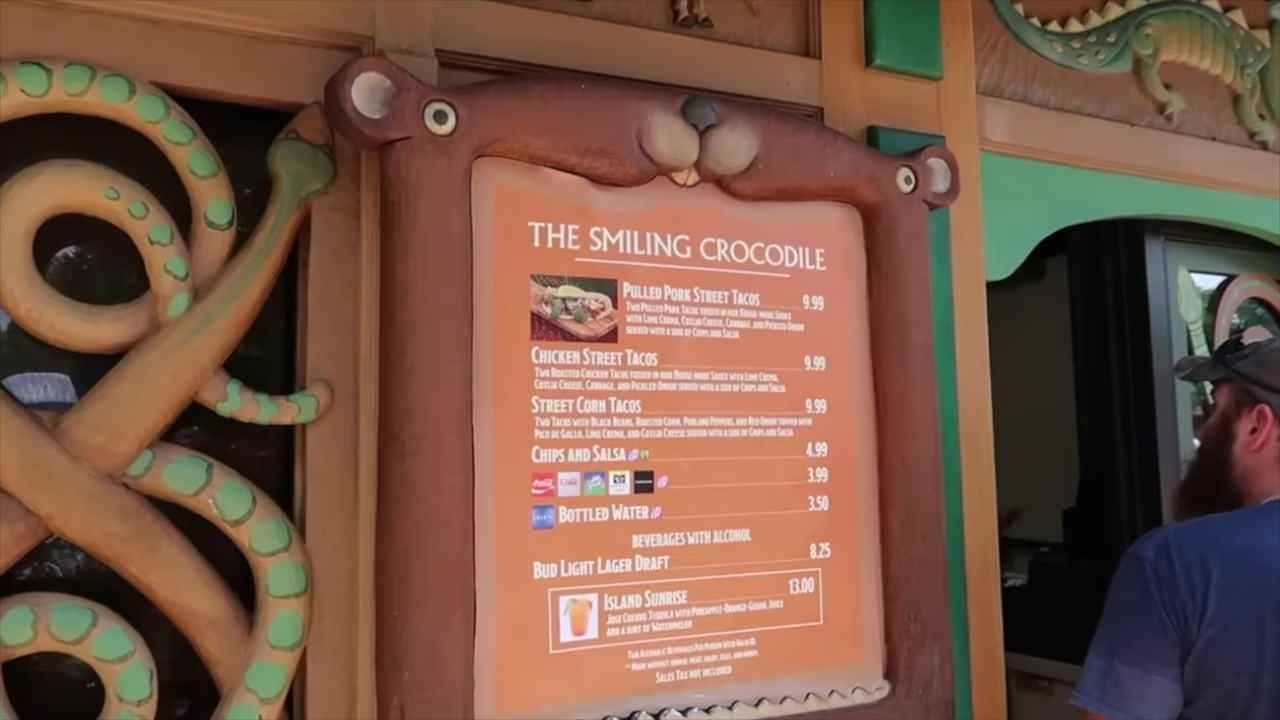 THE SMILING CROCODILE
PULLED PORK STREET TACOS 9.99
TWO PULLED PORK TACOS TOSSED IN OUR HOUSE-MADE SAUCE
WITH LIME CREMA, COTIJA CHEESE, CABBAGE, AND PICKLED ONION
SERVED WITH A SIDE OF CHIPS AND SALSA
CHICKEN STREET TACOS 9.99
TWO ROASTED CHICKEN TACOS TOSSED IN OUR HOUSE-MADE SAUCE WITH LIME CREMA,
COTIJA CHEESE, CABBAGE, AND PICKLED ONION SERVED WITH A SIDE OF CHIPS AND SALSA
STREET CORN TACOS 9.99
TWO TACOS WITH BLACK BEANS, ROASTED CORN, POBLANO PEPPERS, AND RED ONION TOPPED WITH
PICO DE GALLO, LIME CREMA, AND COTIJA CHEESE SERVED WITH A SIDE OF CHIPS AND SALSA
CHIPS AND SALSA 4.99
Coca-Cola 3.99
BOTTLED WATER 3.50
BEVERAGES WITH ALCOHOL
BUD LIGHT LAGER DRAFT 8.25
ISLAND SUNRISE 13.00
JOSE CUERVO TEQUILA WITH PINEAPPLE-ORANGE-GUAVA JUICE
AND A HINT OF WATERMELON
TWO ALCOHOLIC BEVERAGES PER PERSON WITH VALID ID
MADE WITHOUT ANIMAL MEAT, DAIRY, EGGS, AND HONEY
SALES TAX NOT INCLUDED